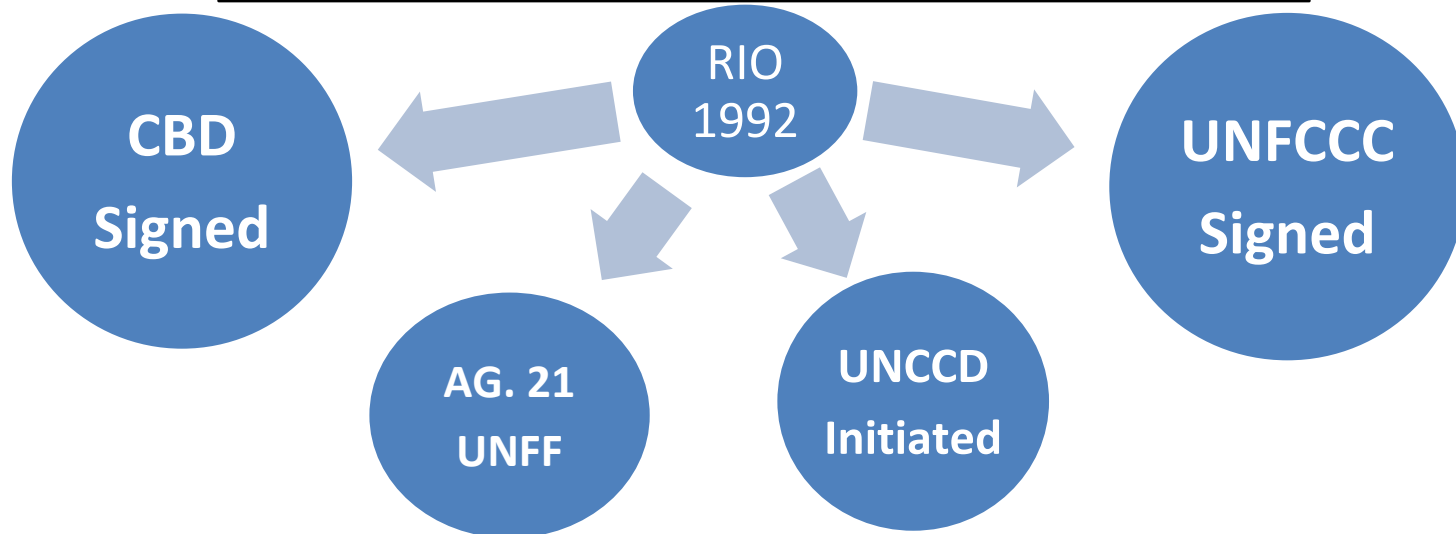 RIO
1992
CBD
Signed
UNFCCC
Signed
AG. 21
UNFF
UNCCD
Initiated